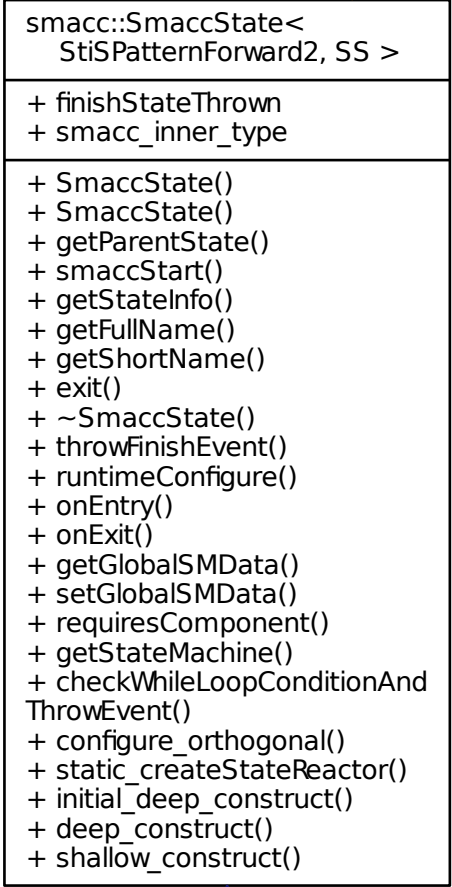 smacc::SmaccState<
StiSPatternForward2, SS >
+ finishStateThrown
+ smacc_inner_type
+ SmaccState()
+ SmaccState()
+ getParentState()
+ smaccStart()
+ getStateInfo()
+ getFullName()
+ getShortName()
+ exit()
+ ~SmaccState()
+ throwFinishEvent()
+ runtimeConfigure()
+ onEntry()
+ onExit()
+ getGlobalSMData()
+ setGlobalSMData()
+ requiresComponent()
+ getStateMachine()
+ checkWhileLoopConditionAnd
ThrowEvent()
+ configure_orthogonal()
+ static_createStateReactor()
+ initial_deep_construct()
+ deep_construct()
+ shallow_construct()